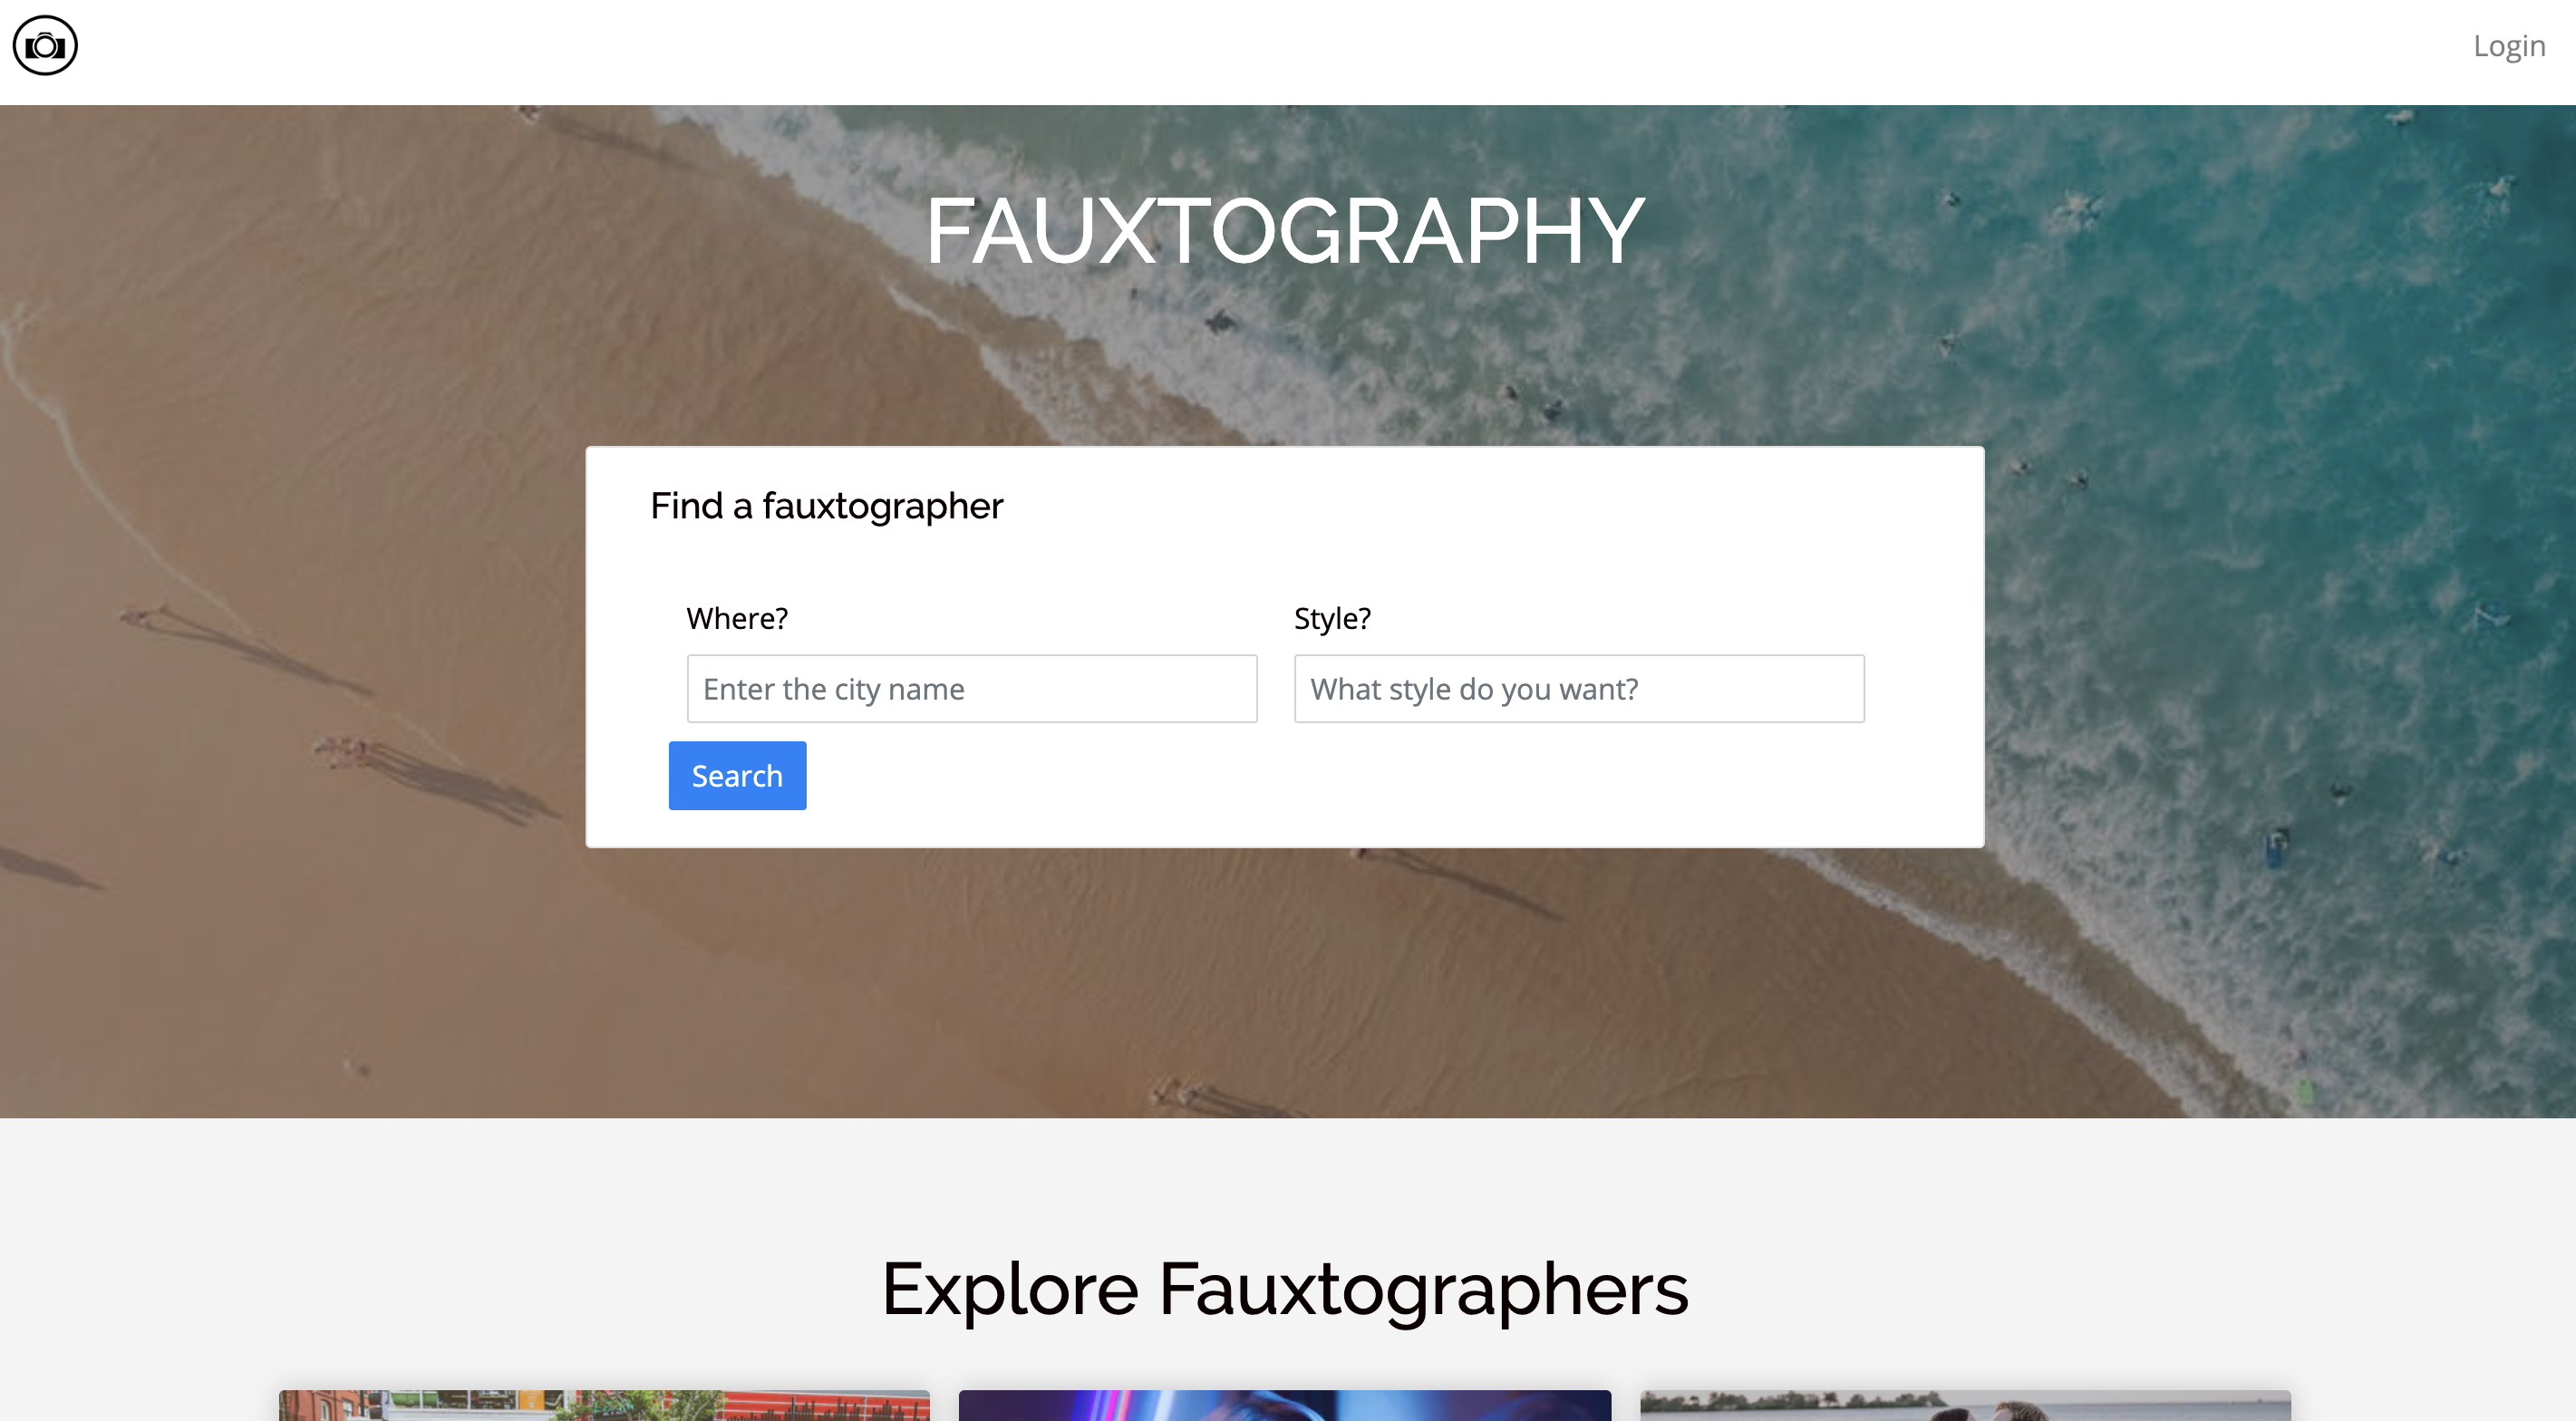 Login
FAUXTOGRAPHY
Find a fauxtographer
Where?
Style?
Enter the city name
What style do you want?
Search
Explore Fauxtographers